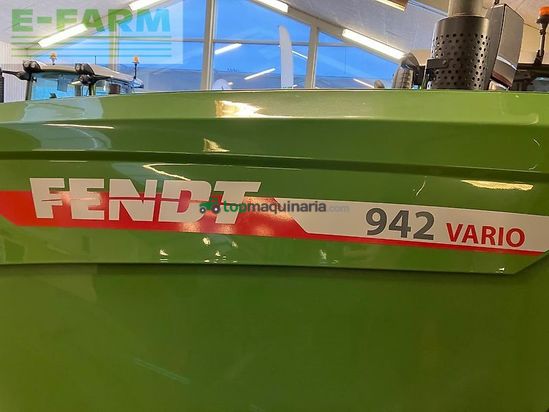 E-FARM
FENDT
topmaquinaria.com
942 VARIO